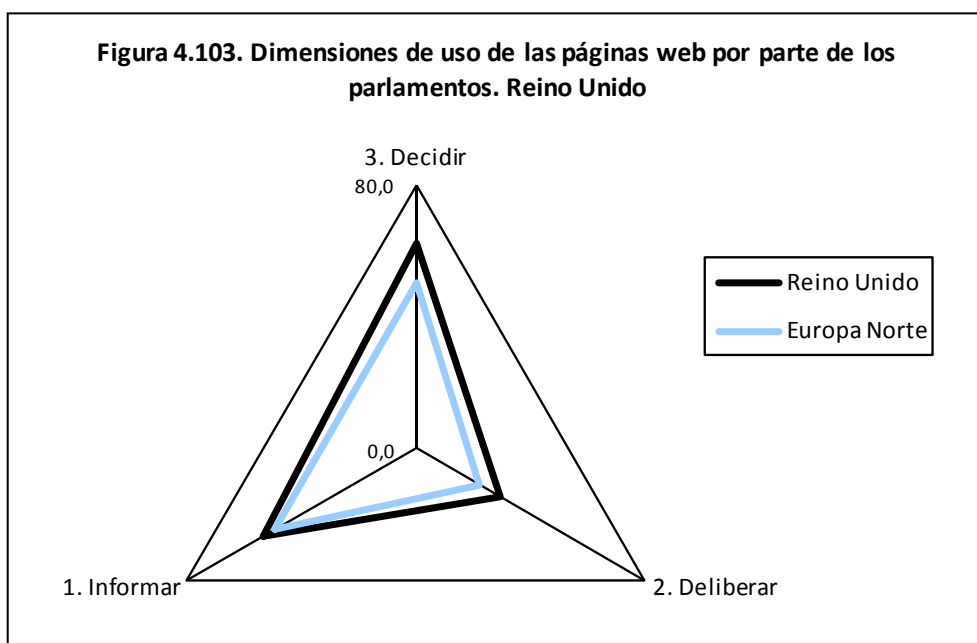 Figura 4.103. Dimensiones de uso de las páginas web por parte de los
parlamentos. Reino Unido
3. Decidir
80,0
Reino Unido
Europa Norte
0,0
1. Informar
2. Deliberar